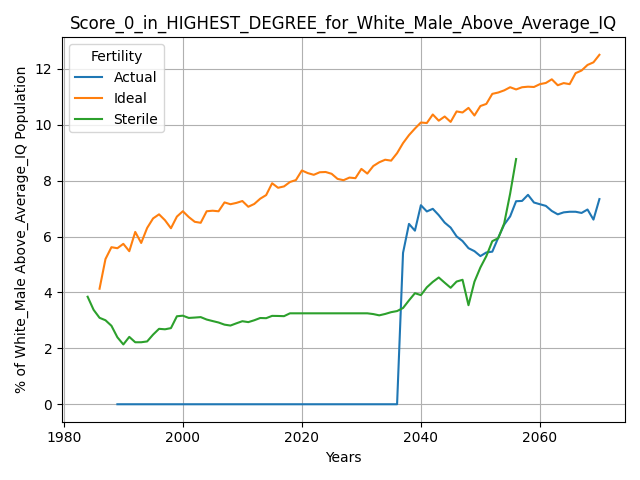 Score_0_in_HIGHEST_DEGREE_for_White_Male_Above_Average_IQ
% of White_Male Above_Average_IQ Population
Fertility
Actual
Ideal
Sterile
12
10
8
6
4
2
0
1980 2000 2020 2040 2060
Years